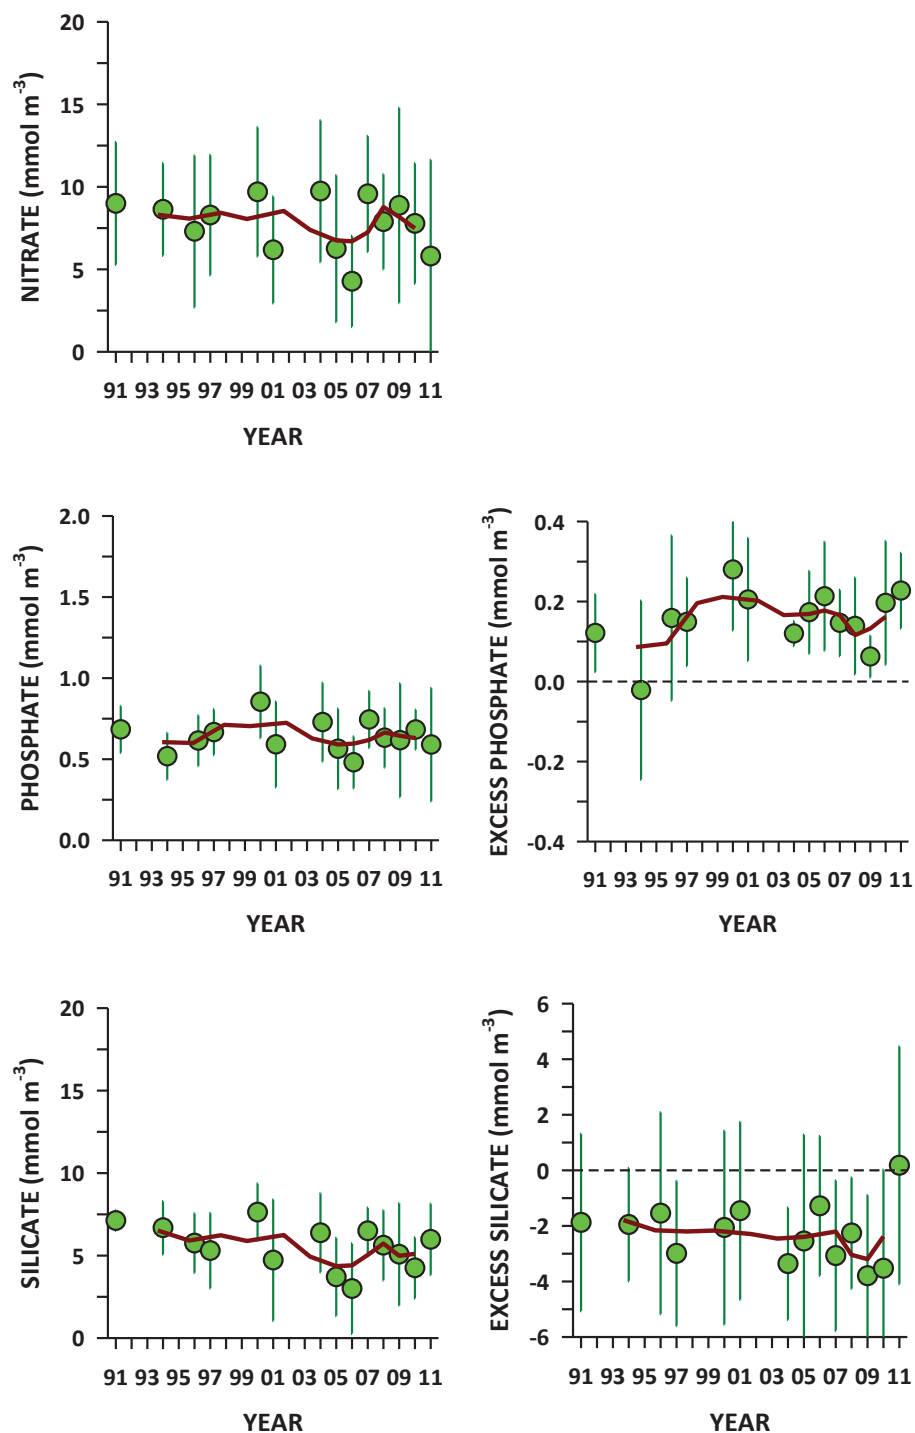 20
15
10
5
0
NITRATE (mmol m-3)
91 93 95 97 99 01 03 05 07 09 11
YEAR
2.0
1.5
1.0
0.5
0.0
PHOSPHATE (mmol m-3)
91 93 95 97 99 01 03 05 07 09 11
YEAR
0.4
0.2
0.0
-0.2
-0.4
EXCESS PHOSPHATE (mmol m-3)
91 93 95 97 99 01 03 05 07 09 11
YEAR
20
15
10
5
0
SILICATE (mmol m-3)
91 93 95 97 99 01 03 05 07 09 11
YEAR
6
4
2
0
-2
-4
-6
EXCESS SILICATE (mmol m-3)
91 93 95 97 99 01 03 05 07 09 11
YEAR